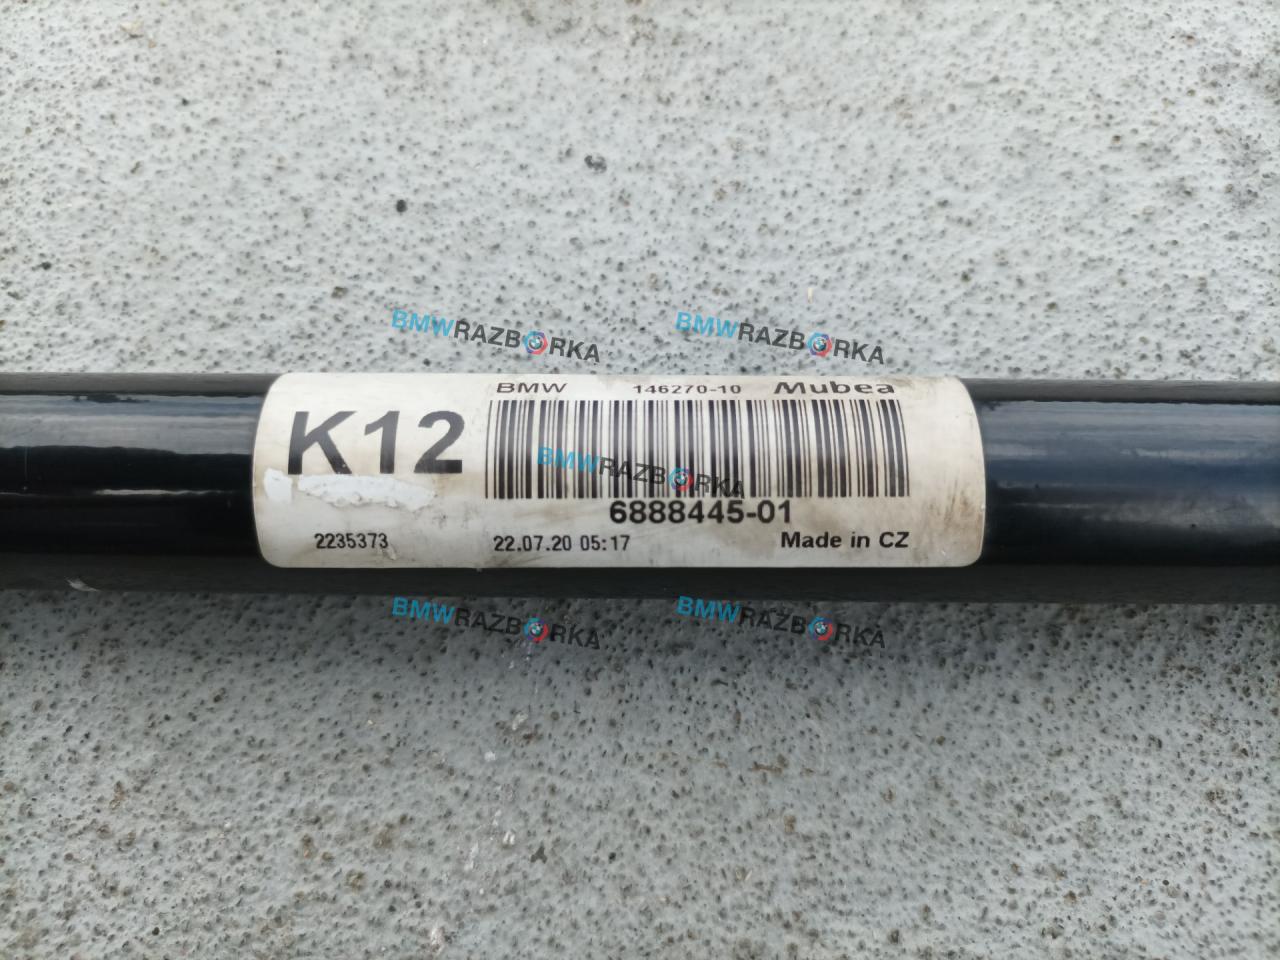 BMWRAZBORKA BMWRAZBORKA
BMW 146270-10 Mubea
K12
BMWRAZBORKA
6888445-01
2235373 22.07.20 05:17 Made in CZ
BMWRAZBORKA BMWRAZBORKA